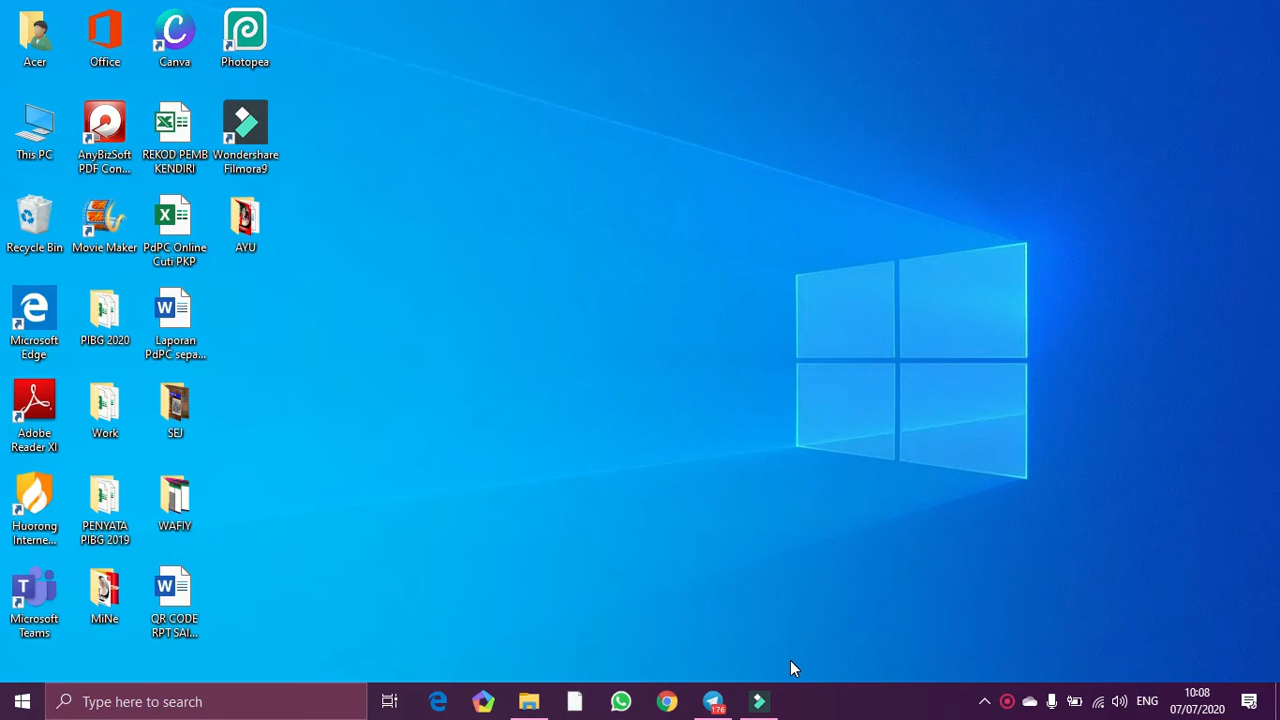 Acer
Office
Canva
Photopea
This PC
AnyBizSoft
PDF Con...
REKOD PEMB
KENDIRI
Wondershare
Filmora9
Recycle Bin
Movie Maker
PdPC Online
Cuti PKP
AYU
Microsoft
Edge
PIBG 2020
Laporan
PdPC sepa...
Adobe
Reader XI
Work
SEJ
Huorong
Interne...
PENYATA
PIBG 2019
WAFIY
Microsoft
Teams
MiNe
QR CODE
RPT SAI...
Type here to search
176
ENG
10:08
07/07/2020